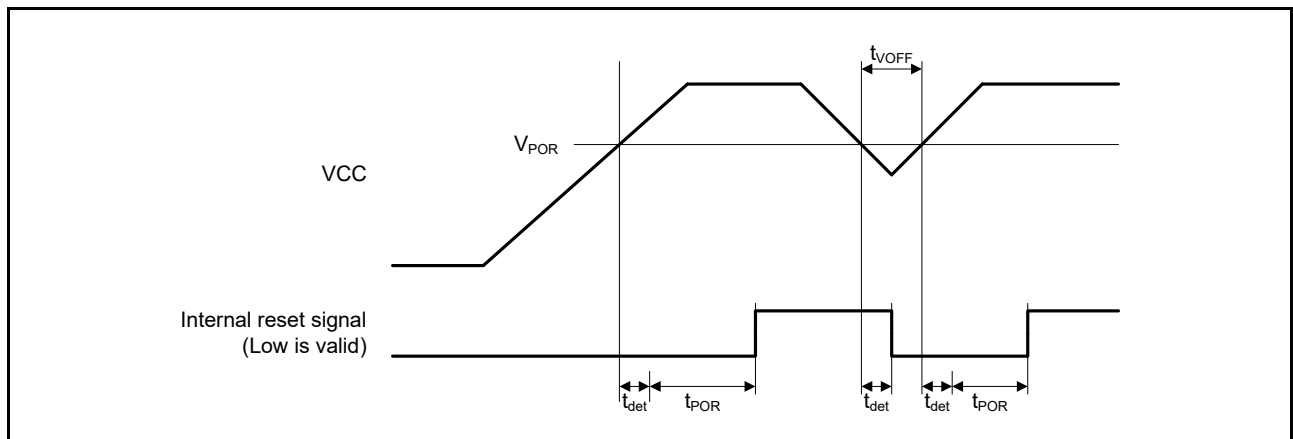 tVOFF
VPOR
VCC
Internal reset signal
(Low is valid)
tdet
tPOR
tdet
tdet
tPOR